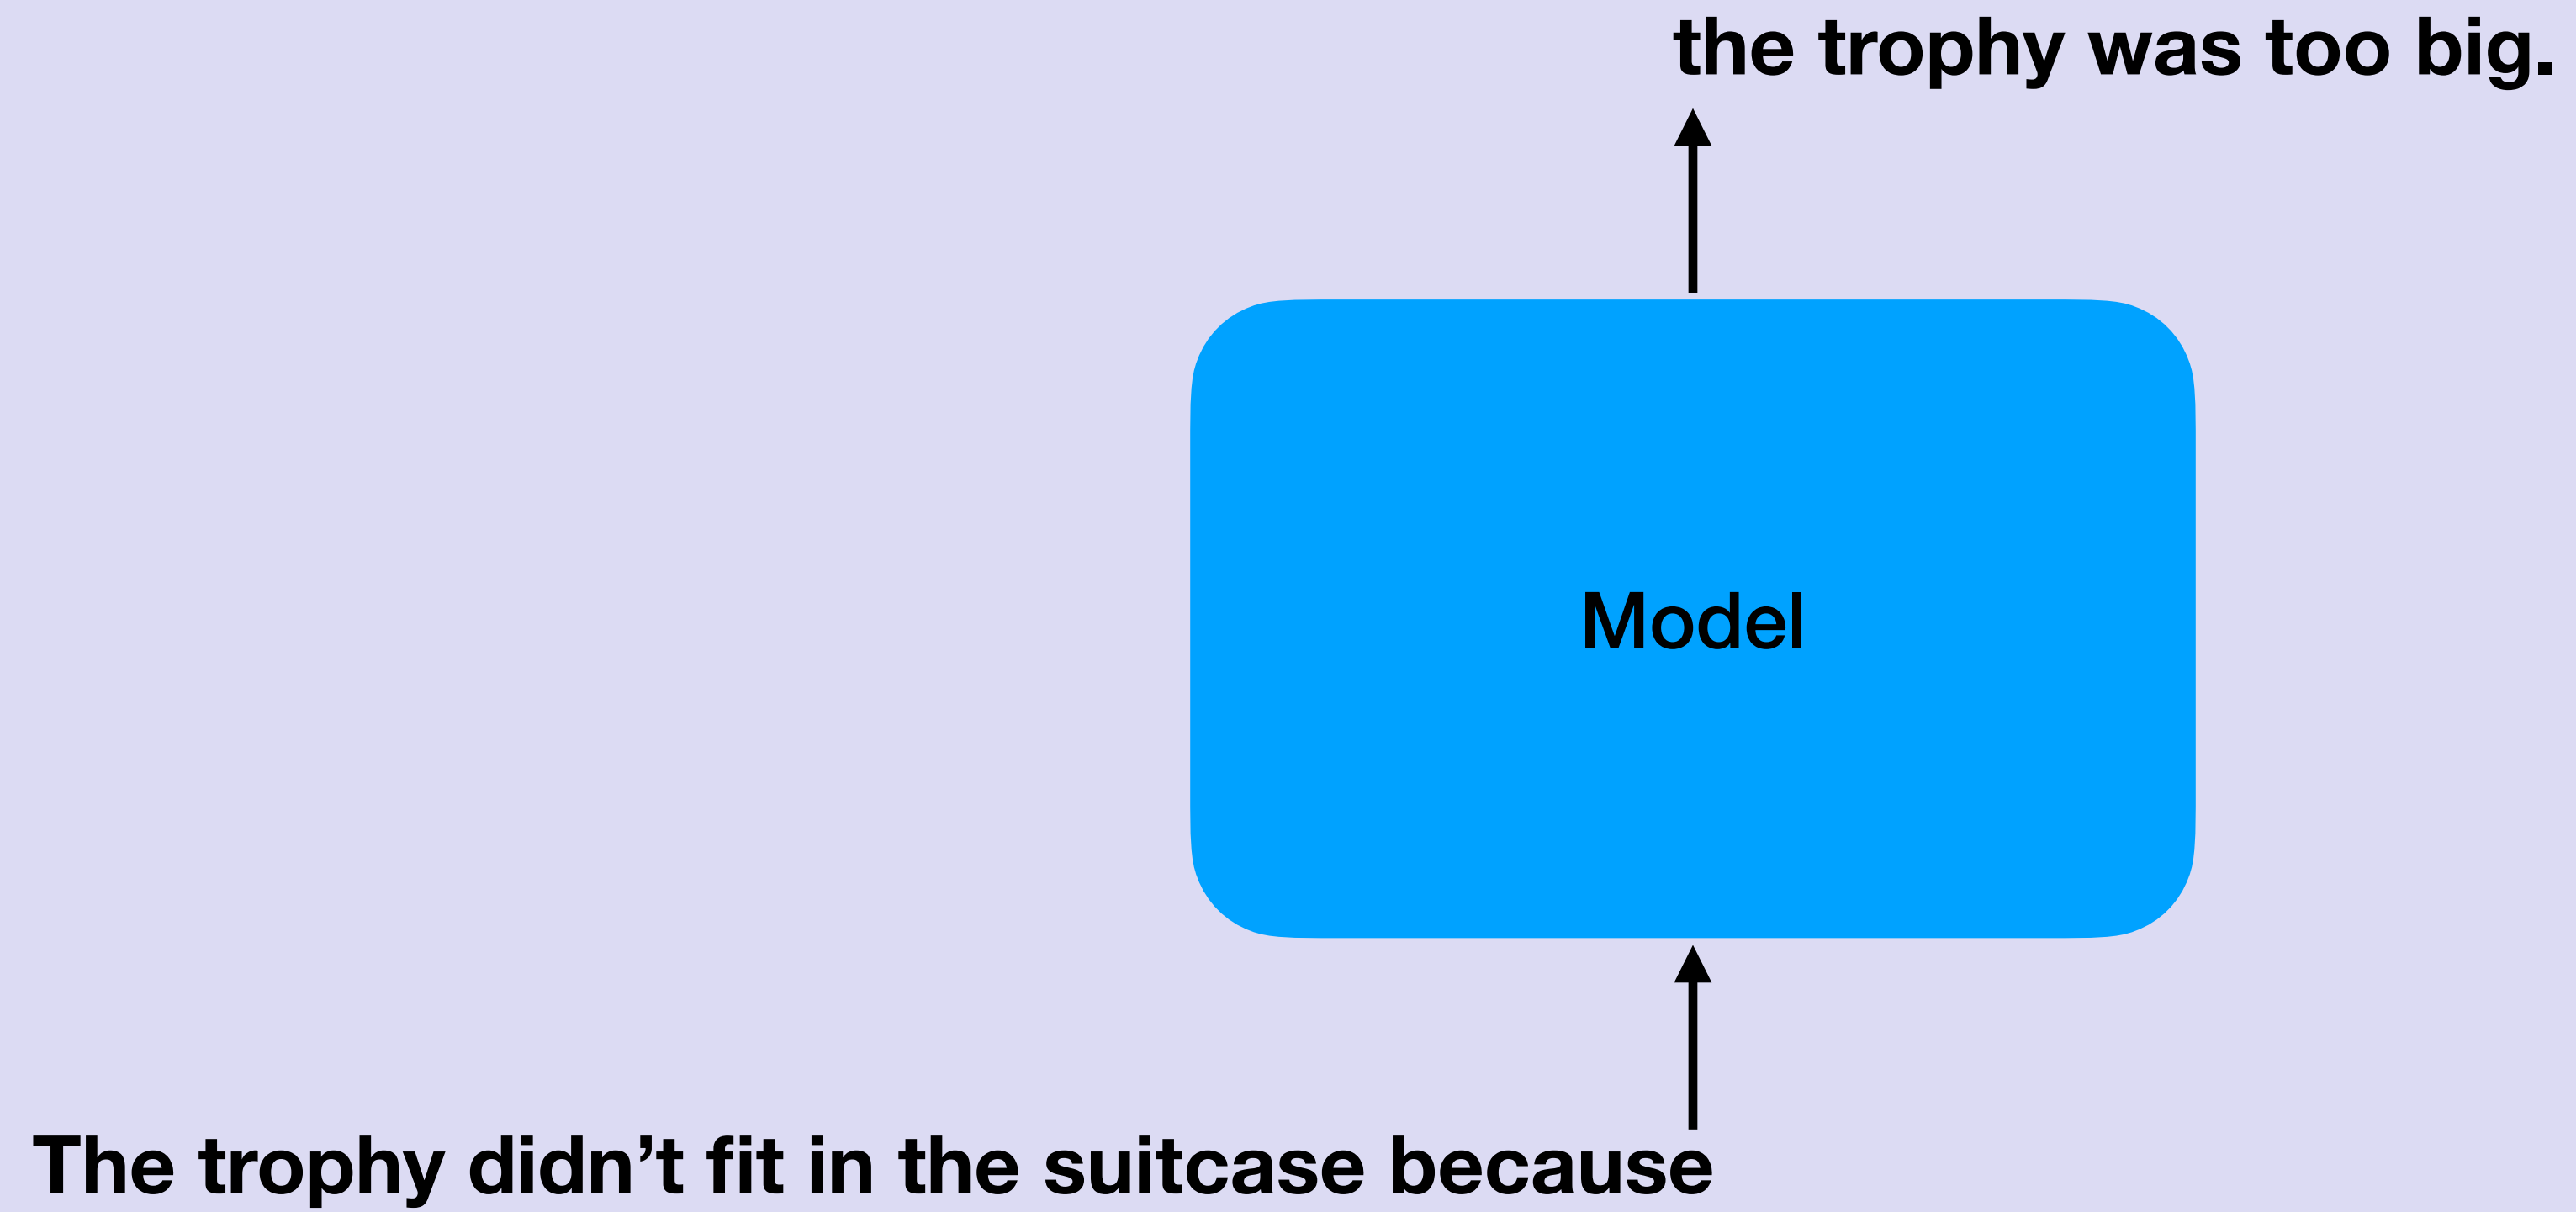 the trophy was too big.
Model
The trophy didn’t fit in the suitcase because